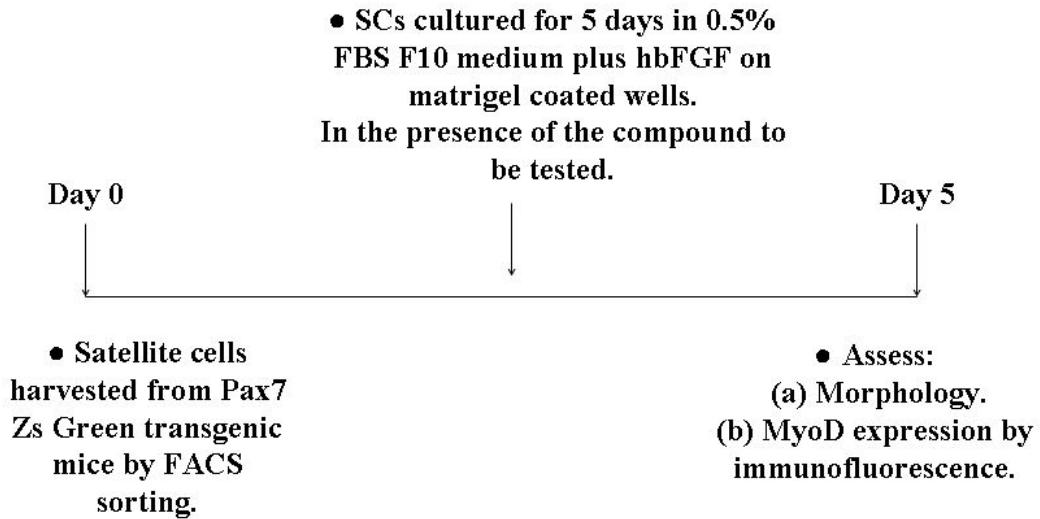 ● SCs cultured for 5 days in 0.5%
FBS F10 medium plus hbFGF on
matrigel coated wells.
In the presence of the compound to
be tested.
Day 0
Day 5
● Satellite cells
harvested from Pax7
Zs Green transgenic
mice by FACS
sorting.
● Assess:
(a) Morphology.
(b) MyoD expression by
immunofluorescence.